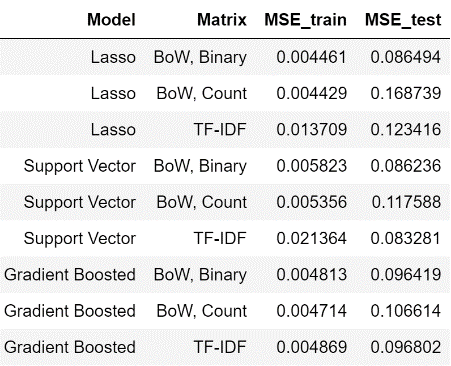 Model Matrix MSE_train MSE_test
Lasso BoW, Binary 0.004461 0.086494
Lasso BoW, Count 0.004429 0.168739
Lasso TF-IDF 0.013709 0.123416
Support Vector BoW, Binary 0.005823 0.086236
Support Vector BoW, Count 0.005356 0.117588
Support Vector TF-IDF 0.021364 0.083281
Gradient Boosted BoW, Binary 0.004813 0.096419
Gradient Boosted BoW, Count 0.004714 0.106614
Gradient Boosted TF-IDF 0.004869 0.096802